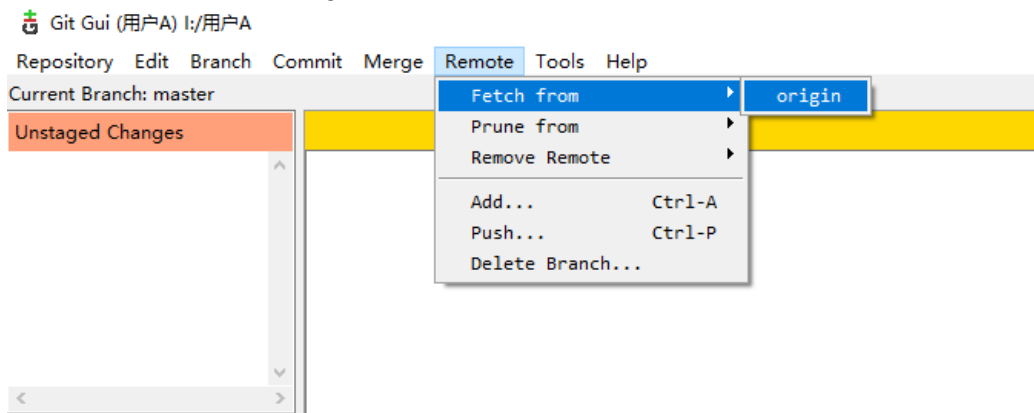 Git Gui (用户A) I:/用户A
Repository Edit Branch Commit Merge Remote Tools Help
Current Branch: master
Fetch from origin
Unstaged Changes
Prune from
Remove Remote
Add... Ctrl-A
Push... Ctrl-P
Delete Branch...